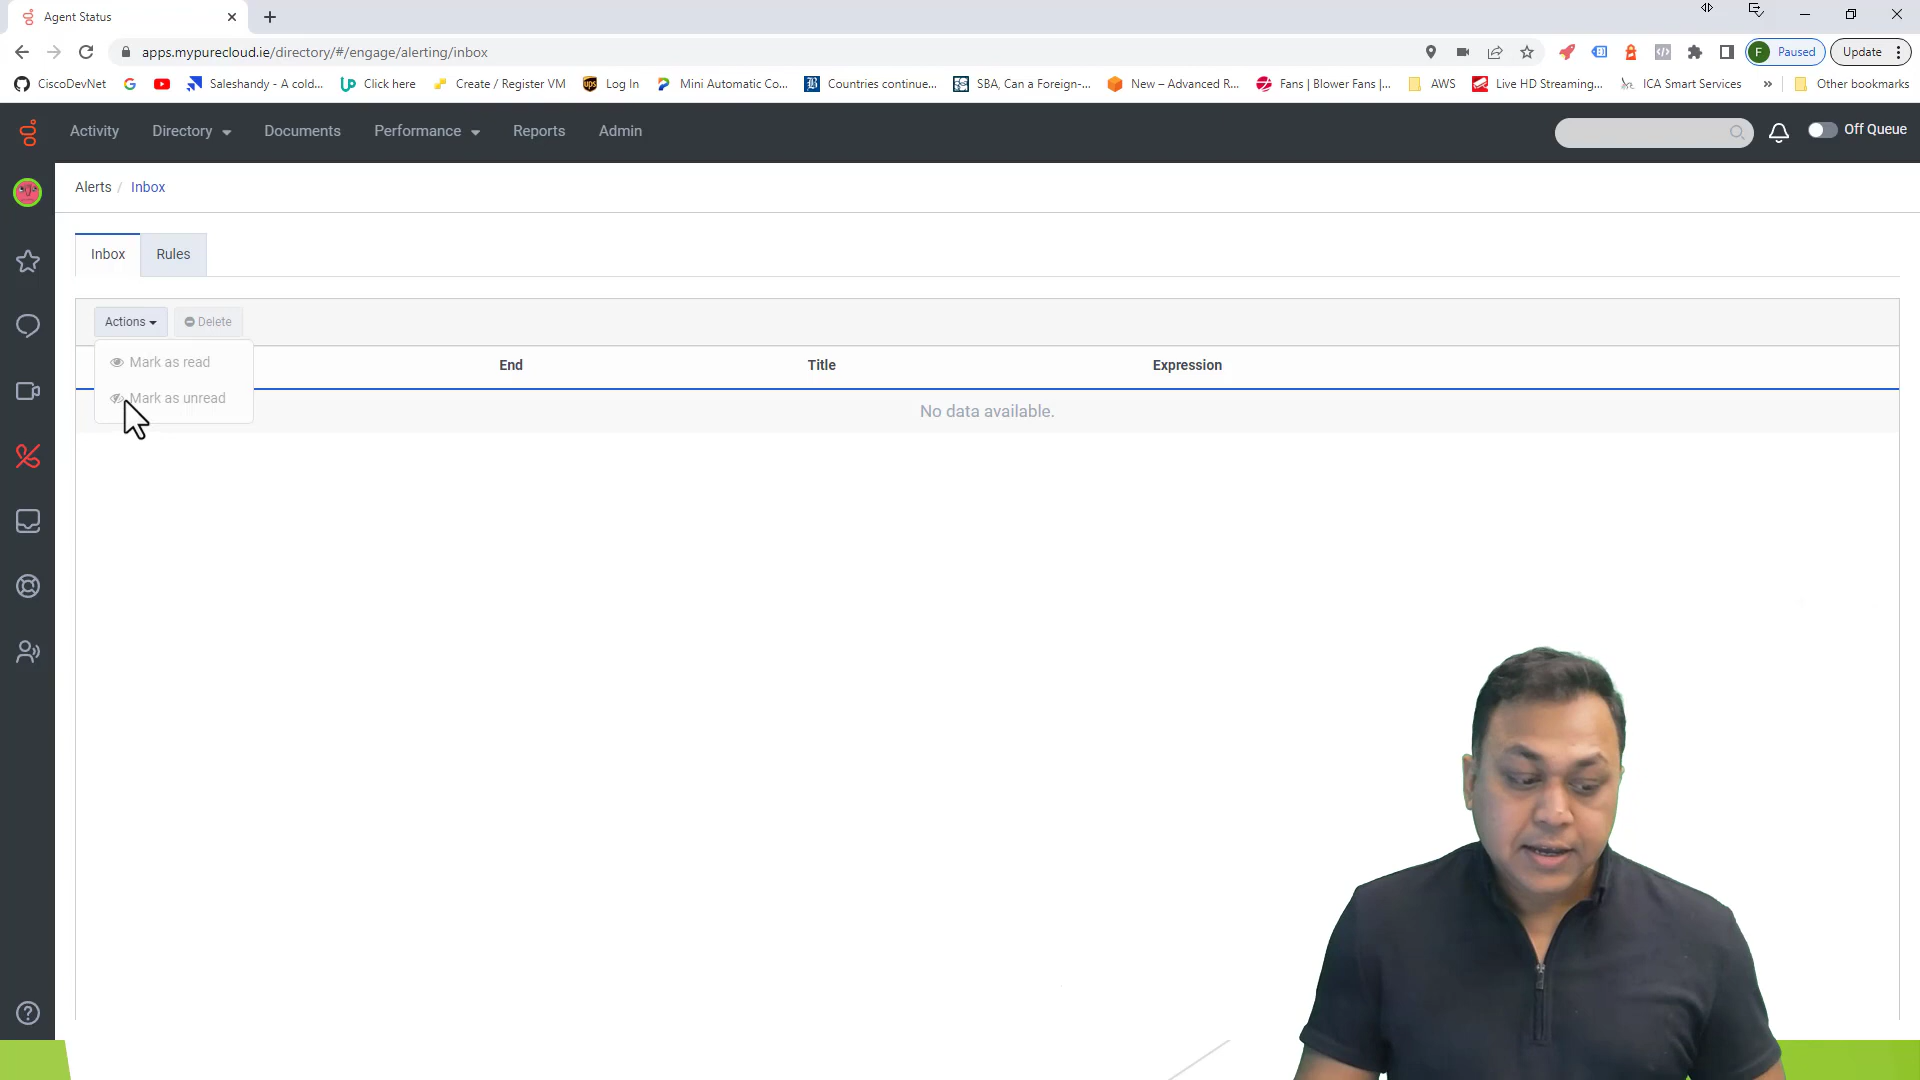 Agent Status
apps.mypurecloud.ie/directory/#/engage/alerting/inbox
F Paused
Update
CiscoDevNet
Saleshandy - A cold...
Click here
Create / Register VM
Log In
Mini Automatic Co...
Countries continue...
SBA, Can a Foreign-...
New – Advanced R...
Fans | Blower Fans |...
AWS
Live HD Streaming...
ICA Smart Services
»
Other bookmarks
Activity
Directory
Documents
Performance
Reports
Admin
Off Queue
Alerts / Inbox
Inbox
Rules
Actions
Delete
Mark as read
Mark as unread
End
Title
Expression
No data available.